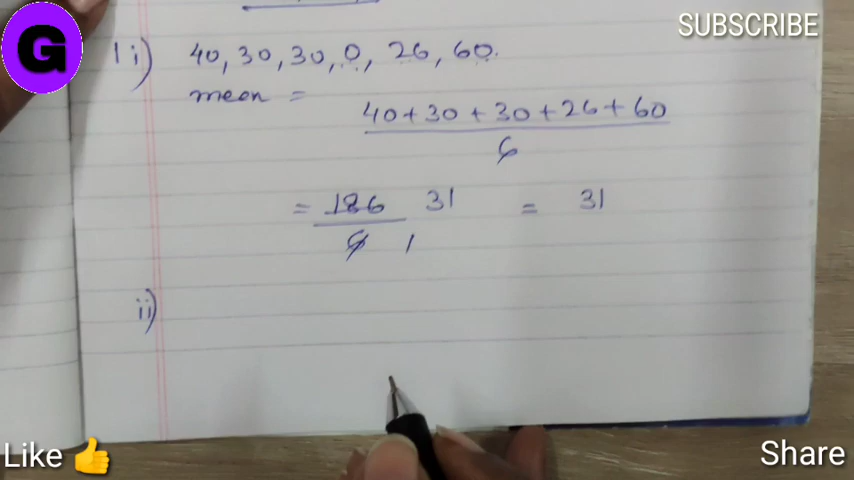 G
SUBSCRIBE
1 i) 40, 30, 30, 0, 26, 60.
mean =
40 + 30 + 30 + 26 + 60
6
= 186 31 = 31
6 1
ii)
Like 👍
Share